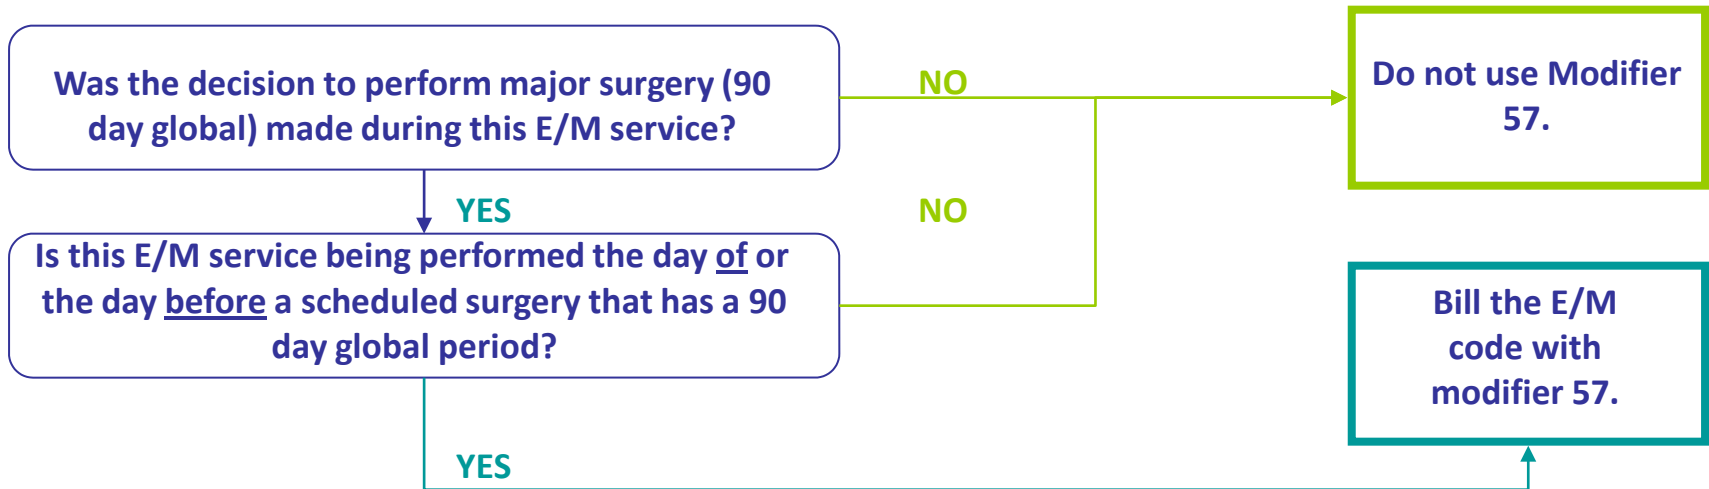 Was the decision to perform major surgery (90
day global) made during this E/M service?
NO
Do not use Modifier
57.
YES
NO
Is this E/M service being performed the day of or
the day before a scheduled surgery that has a 90
day global period?
Bill the E/M
code with
modifier 57.
YES